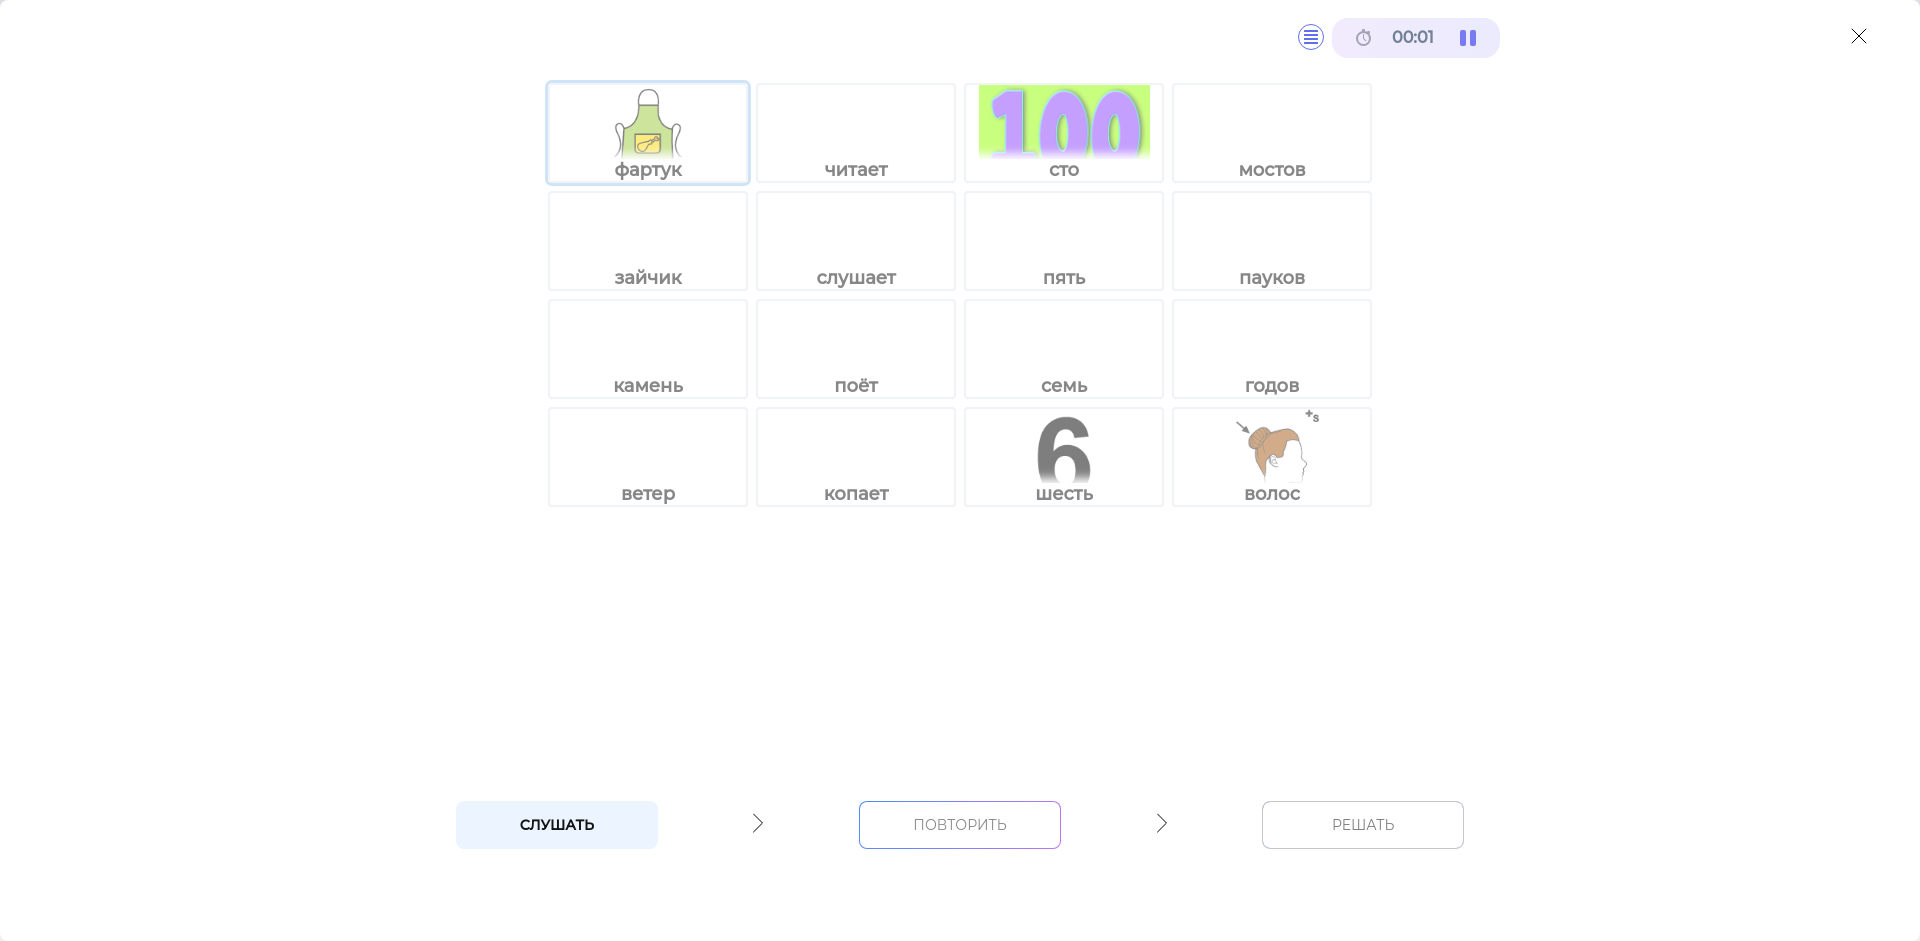 00:01
фартук
читает
100
сто
мостов
зайчик
слушает
пять
пауков
камень
поёт
семь
годов
ветер
копает
6
шесть
+s
волос
СЛУШАТЬ
ПОВТОРИТЬ
РЕШАТЬ